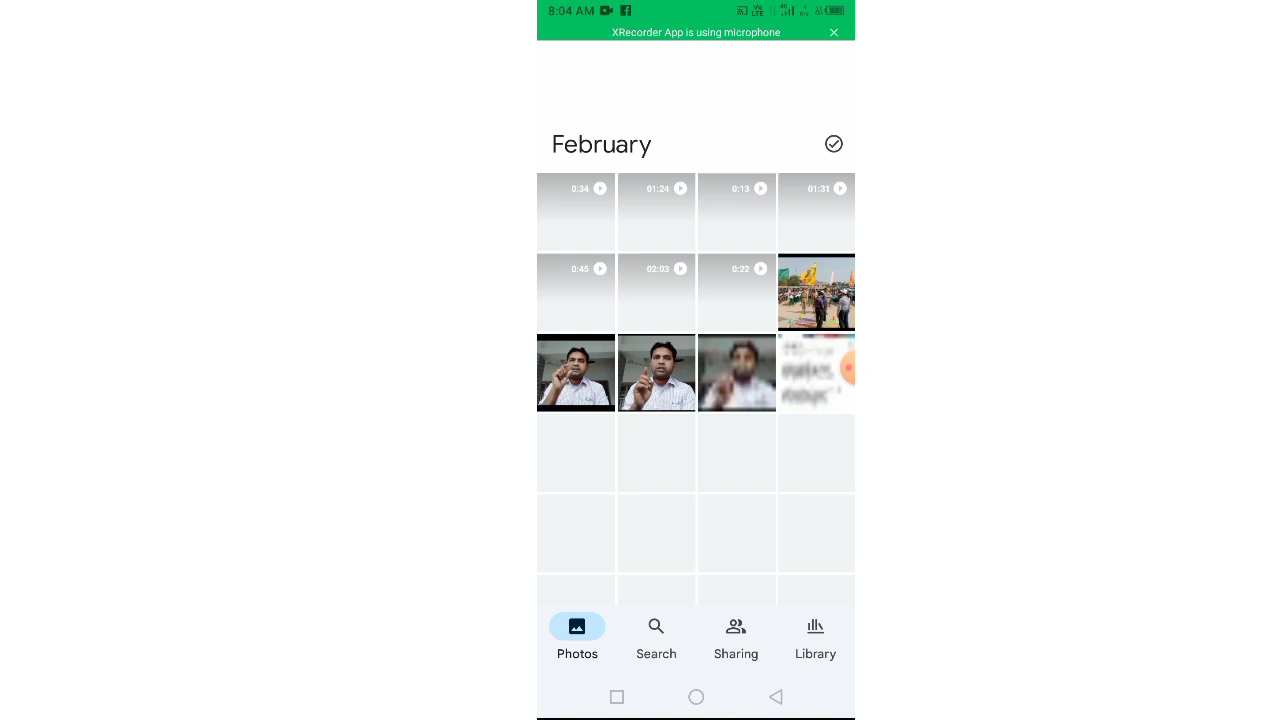 8:04 AM
XRecorder App is using microphone
February
0:34 01:24 0:13 01:31
0:45 02:03 0:22
Photos Search Sharing Library